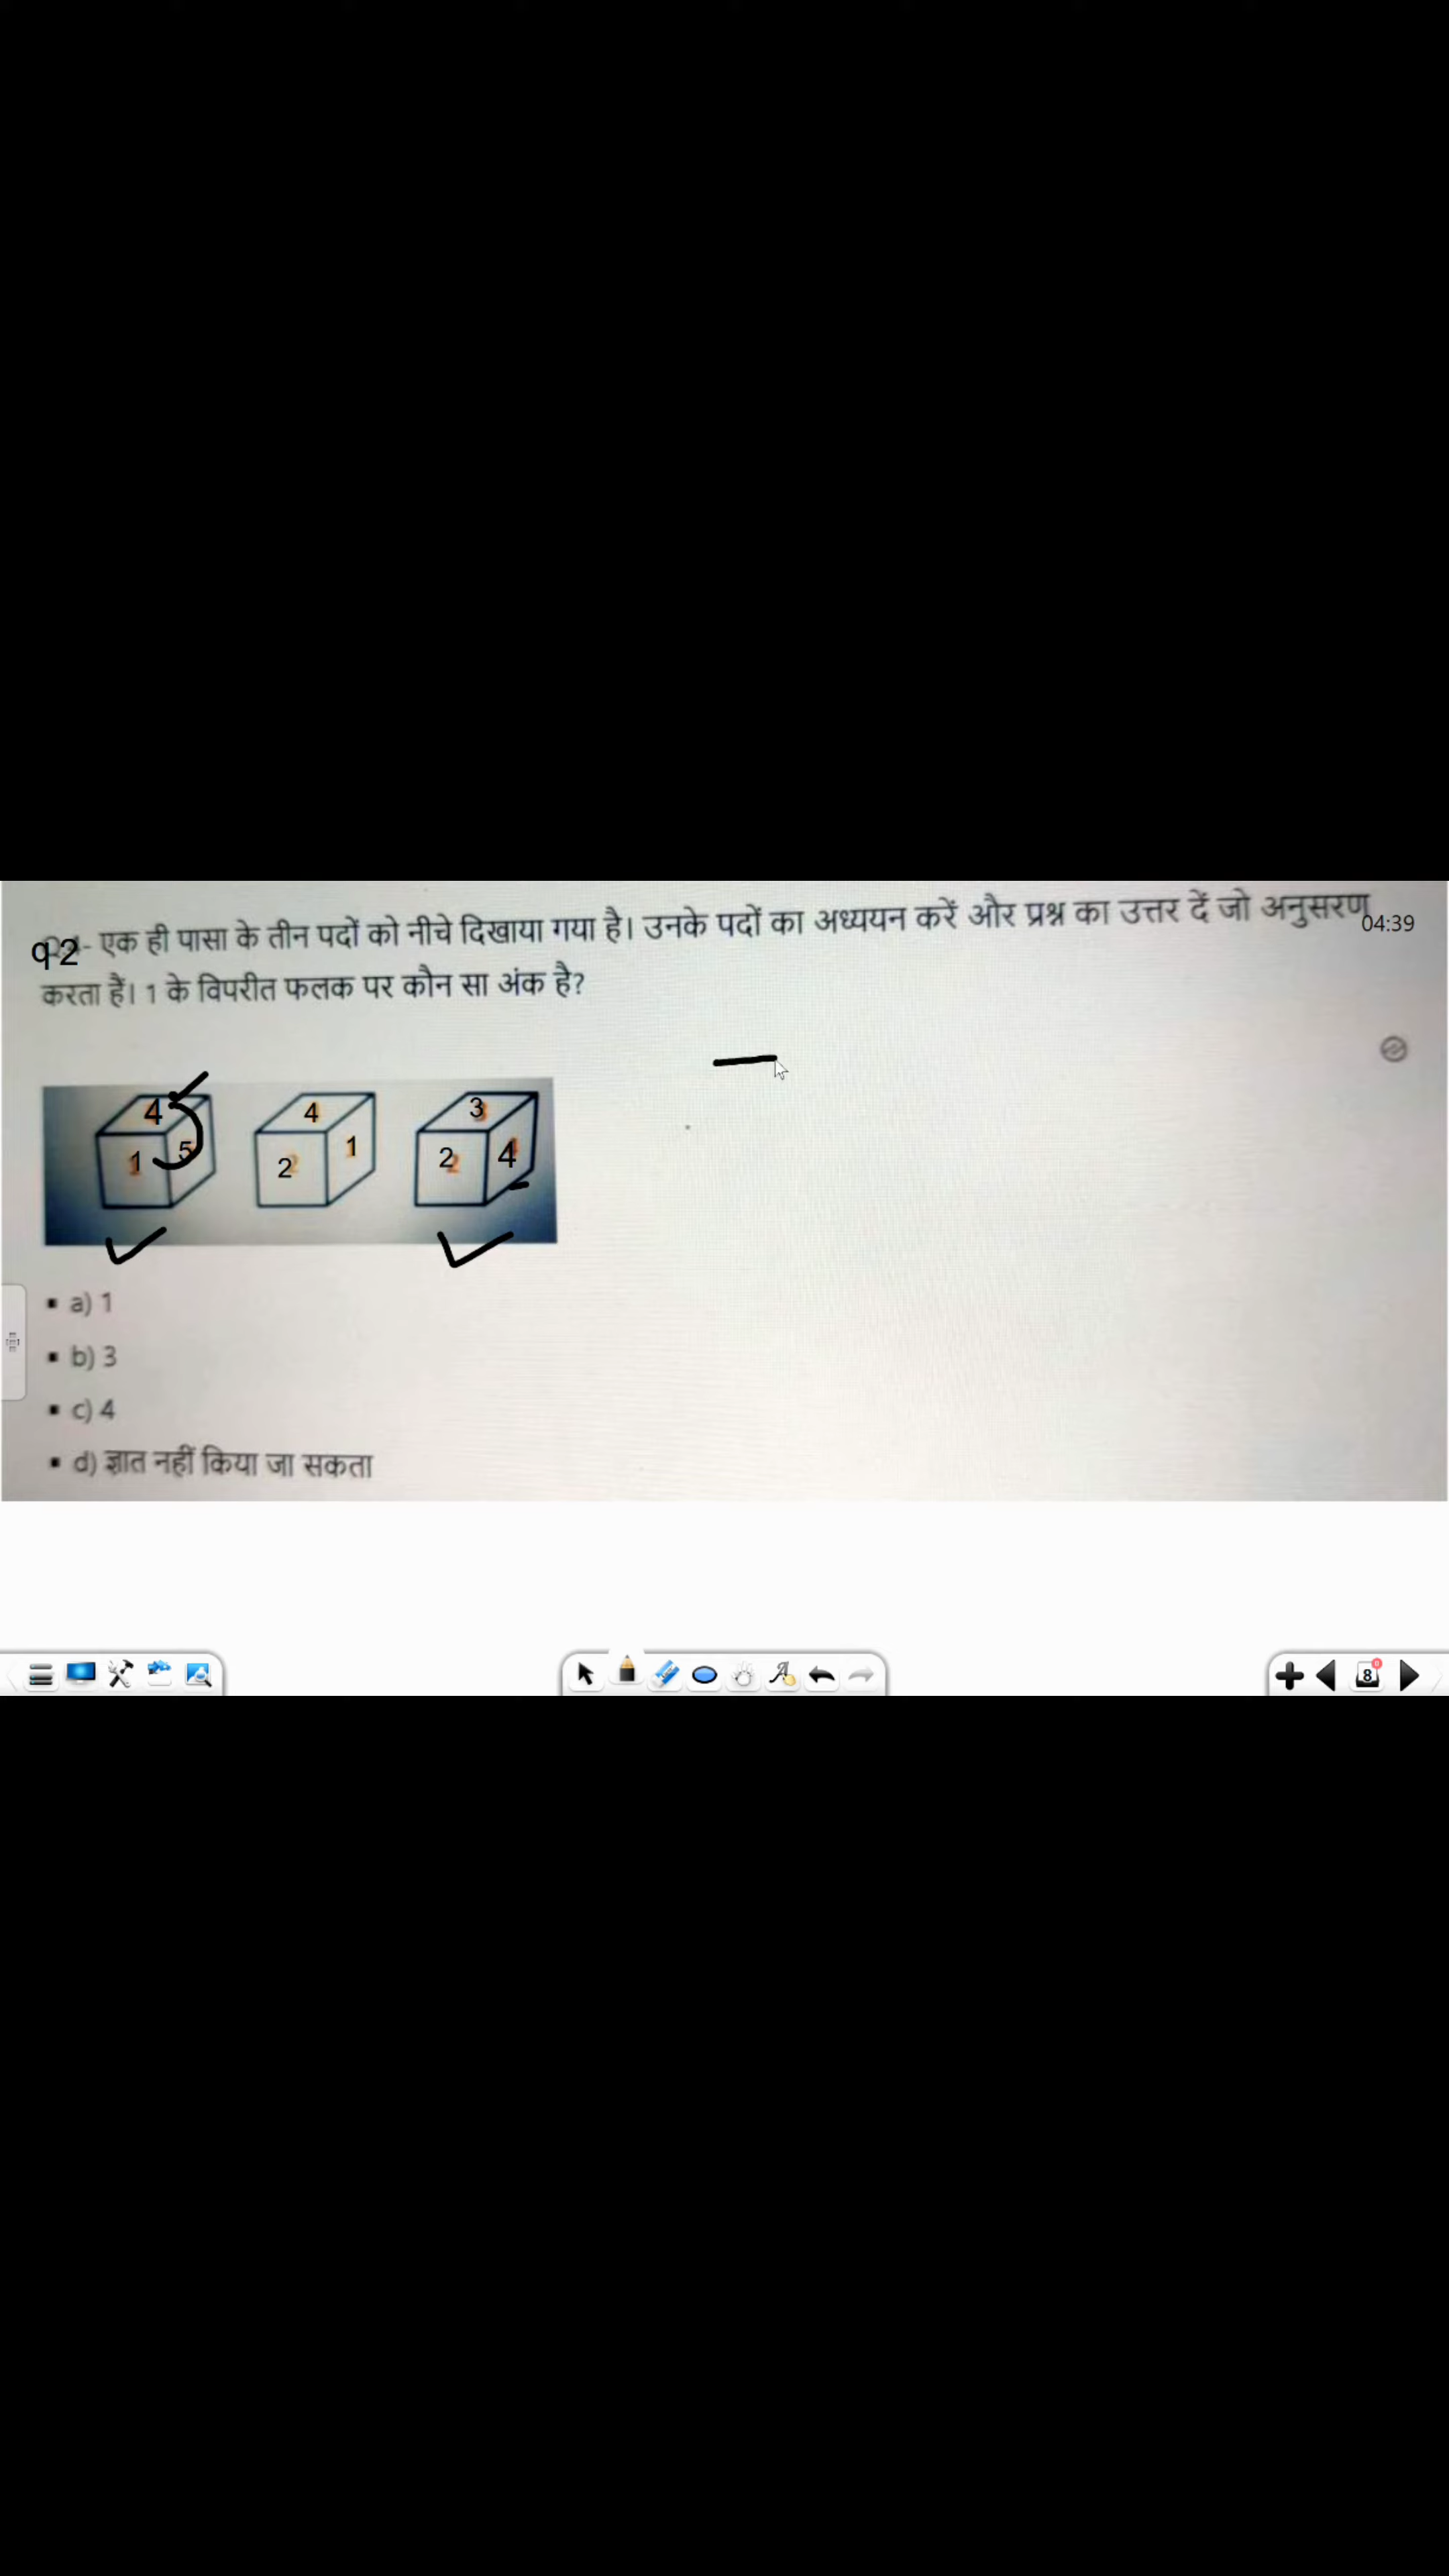 q 2- एक ही पासा के तीन पदों को नीचे दिखाया गया है। उनके पदों का अध्ययन करें और प्रश्न का उत्तर दें जो अनुसरण
04:39
करता हैं। 1 के विपरीत फलक पर कौन सा अंक है?
4
1 5
4
2 1
3
2 4
a) 1
b) 3
c) 4
d) ज्ञात नहीं किया जा सकता
8